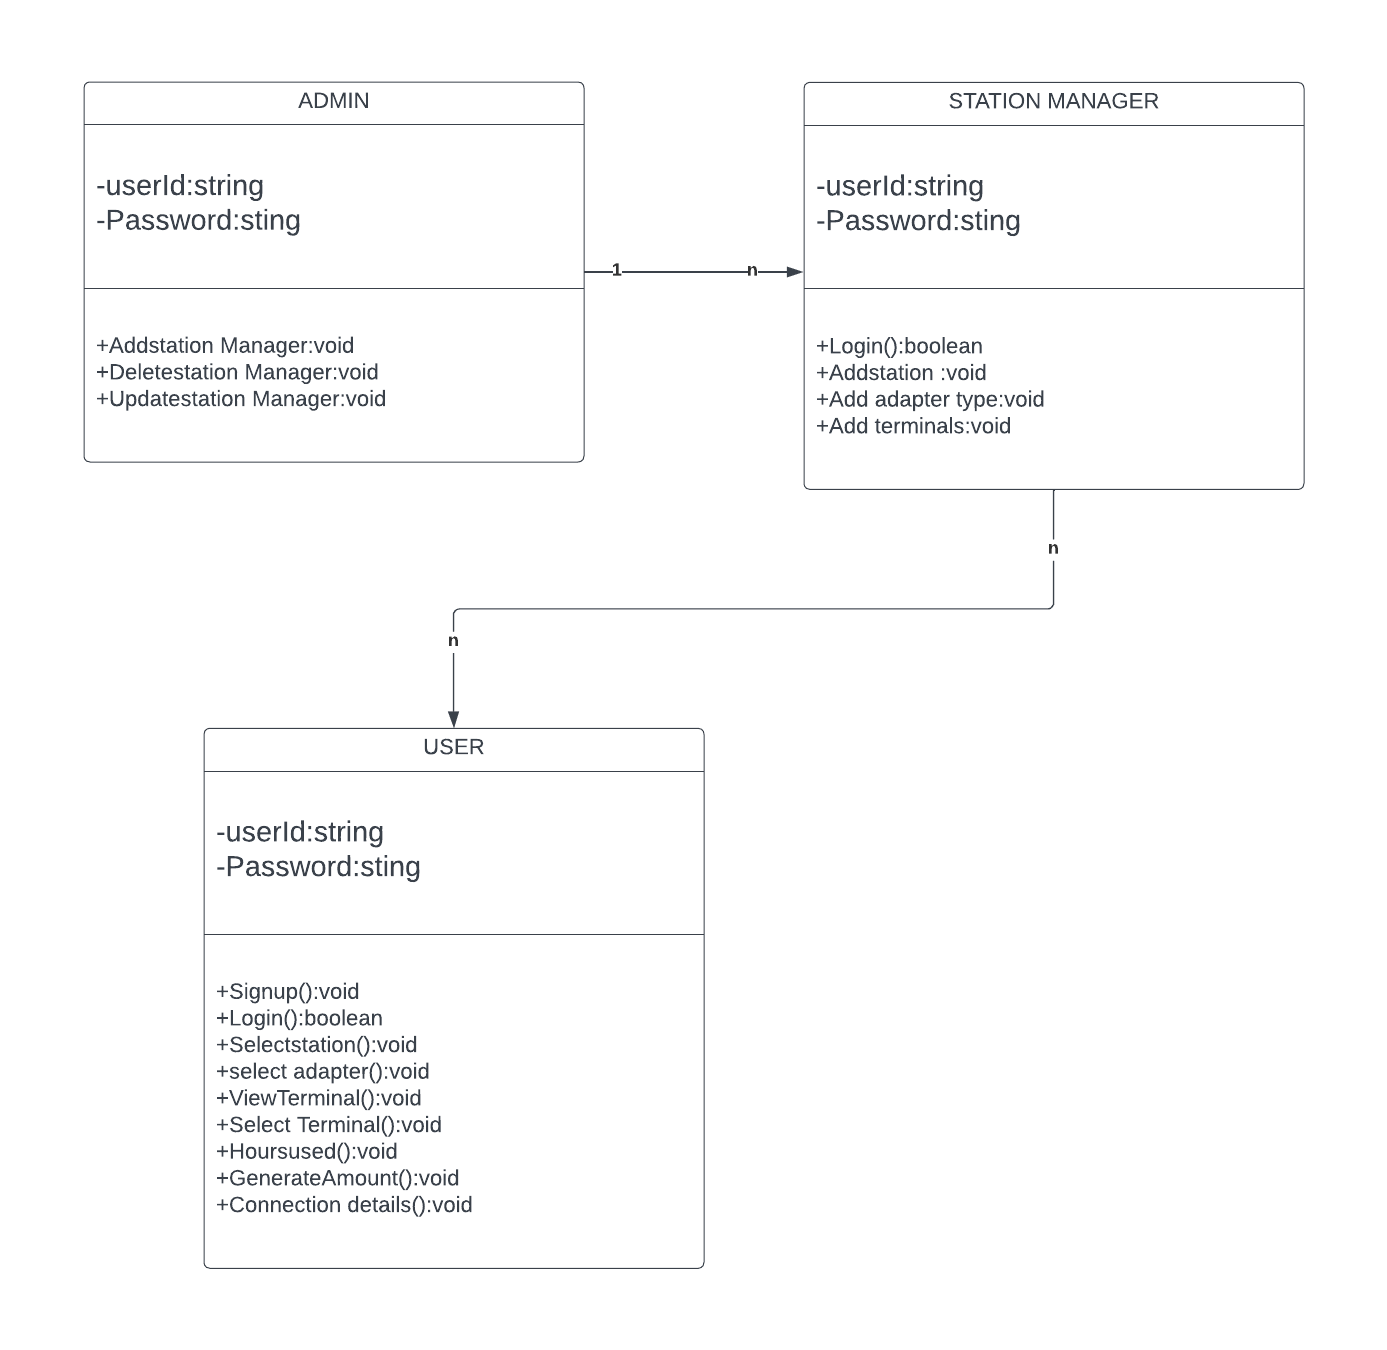 ADMIN
-userId:string
-Password:sting
+Addstation Manager:void
+Deletestation Manager:void
+Updatestation Manager:void
1
n
STATION MANAGER
-userId:string
-Password:sting
+Login():boolean
+Addstation :void
+Add adapter type:void
+Add terminals:void
n
n
USER
-userId:string
-Password:sting
+Signup():void
+Login():boolean
+Selectstation():void
+select adapter():void
+ViewTerminal():void
+Select Terminal():void
+Hoursused():void
+GenerateAmount():void
+Connection details():void